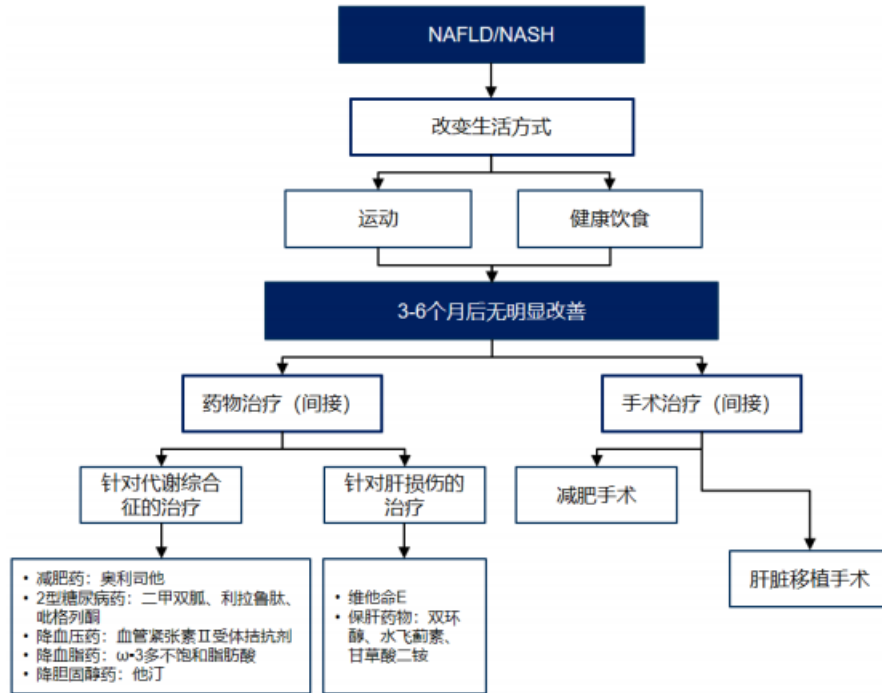 NAFLD/NASH
改变生活方式
运动
健康饮食
3-6个月后无明显改善
药物治疗（间接）
手术治疗（间接）
针对代谢综合
征的治疗
针对肝损伤的
治疗
减肥手术
肝脏移植手术
• 减肥药：奥利司他
• 2型糖尿病药：二甲双胍、利拉鲁肽、
吡格列酮
• 降血压药：血管紧张素Ⅱ受体拮抗剂
• 降血脂药：ω-3多不饱和脂肪酸
• 降胆固醇药：他汀
• 维他命E
• 保肝药物：双环
醇、水飞蓟素、
甘草酸二铵